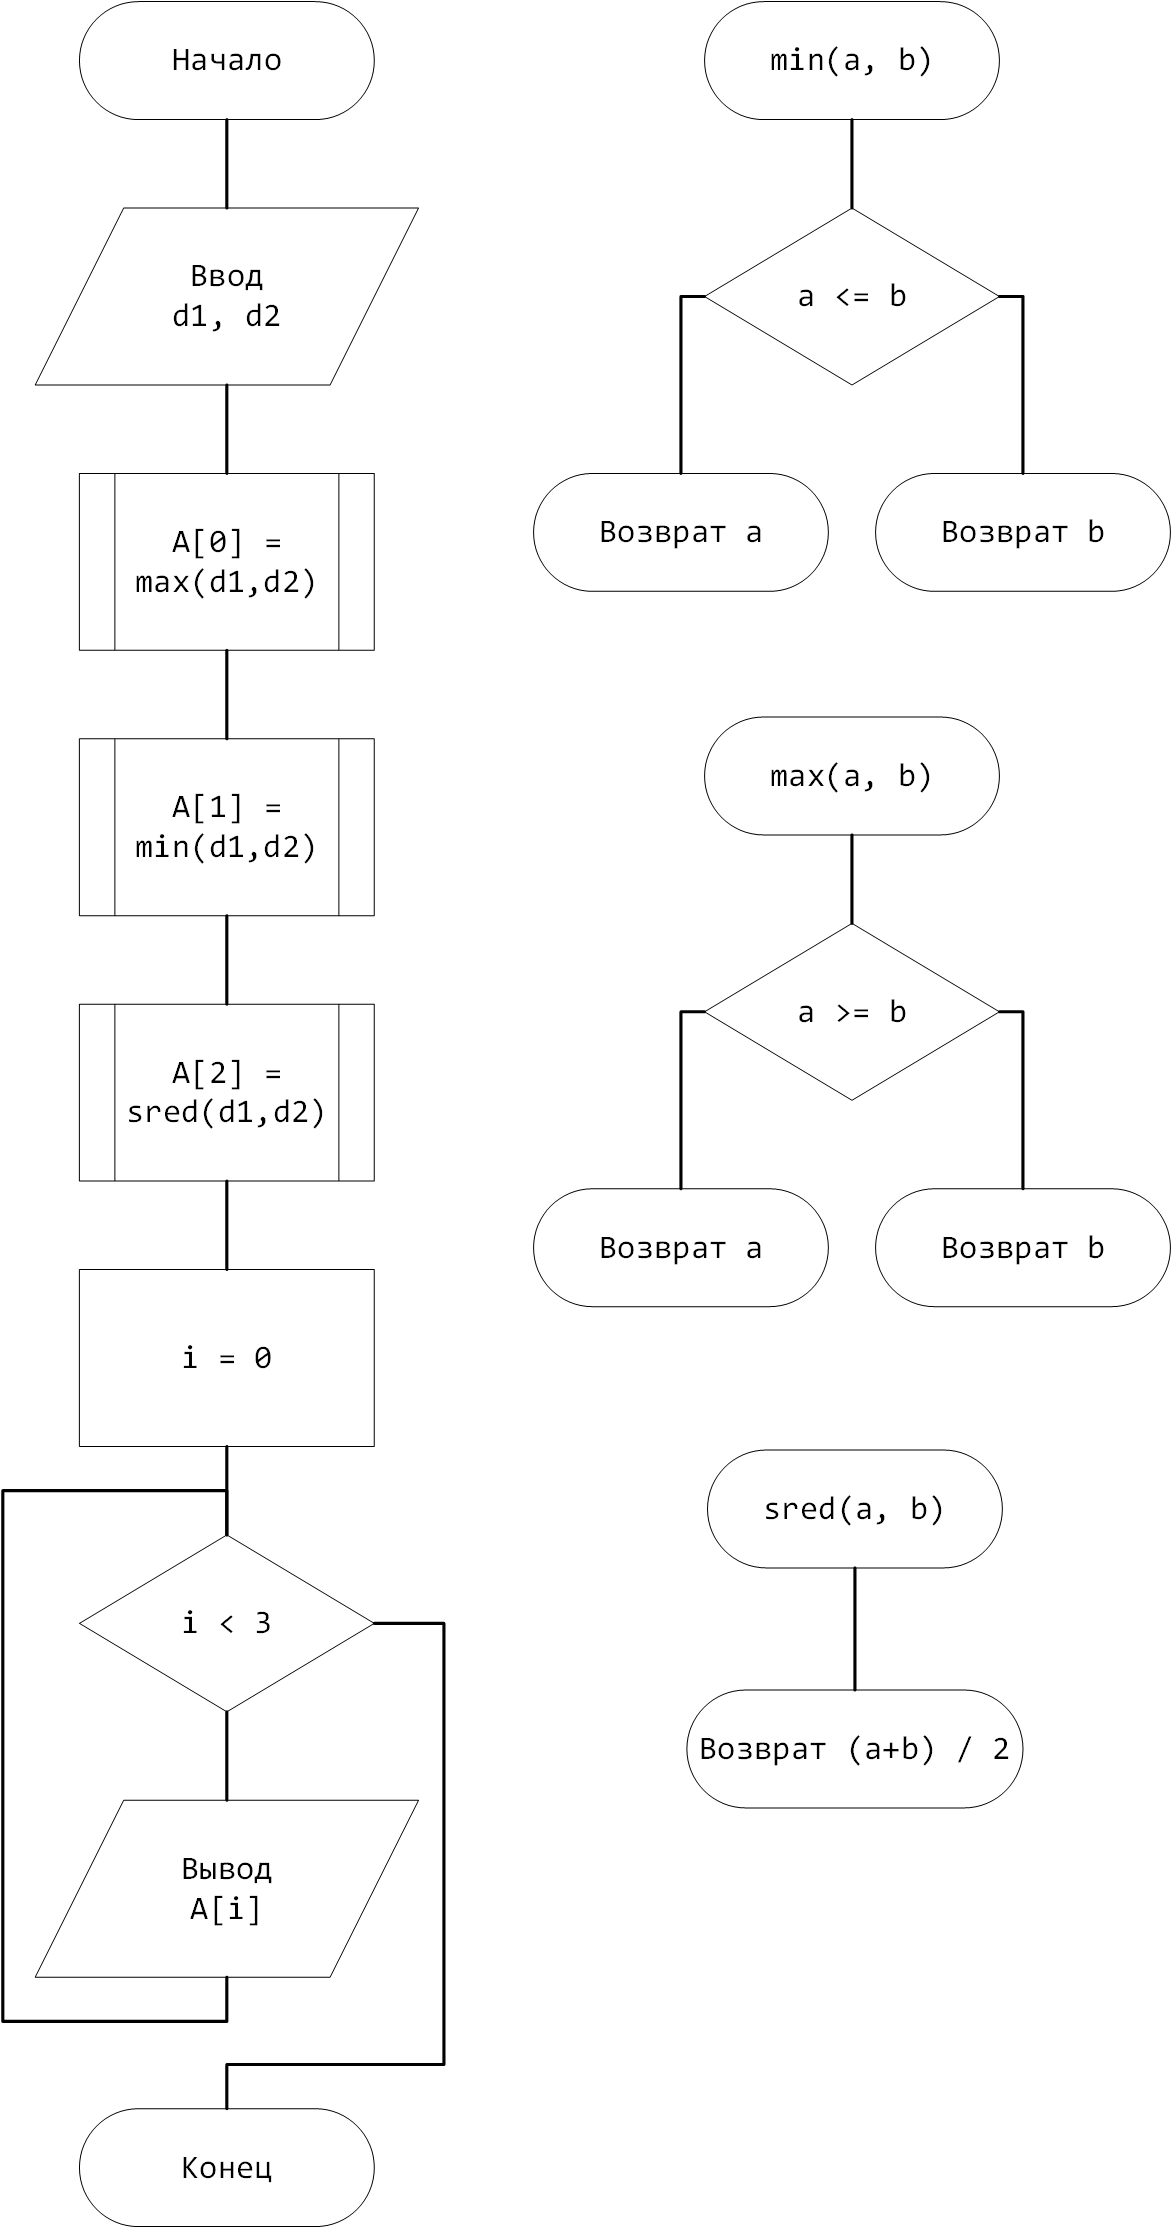 Начало
Ввод
d1, d2
A[0] =
max(d1,d2)
A[1] =
min(d1,d2)
A[2] =
sred(d1,d2)
i = 0
i < 3
Вывод
A[i]
Конец
min(a, b)
a <= b
Возврат a
Возврат b
max(a, b)
a >= b
Возврат a
Возврат b
sred(a, b)
Возврат (a+b) / 2